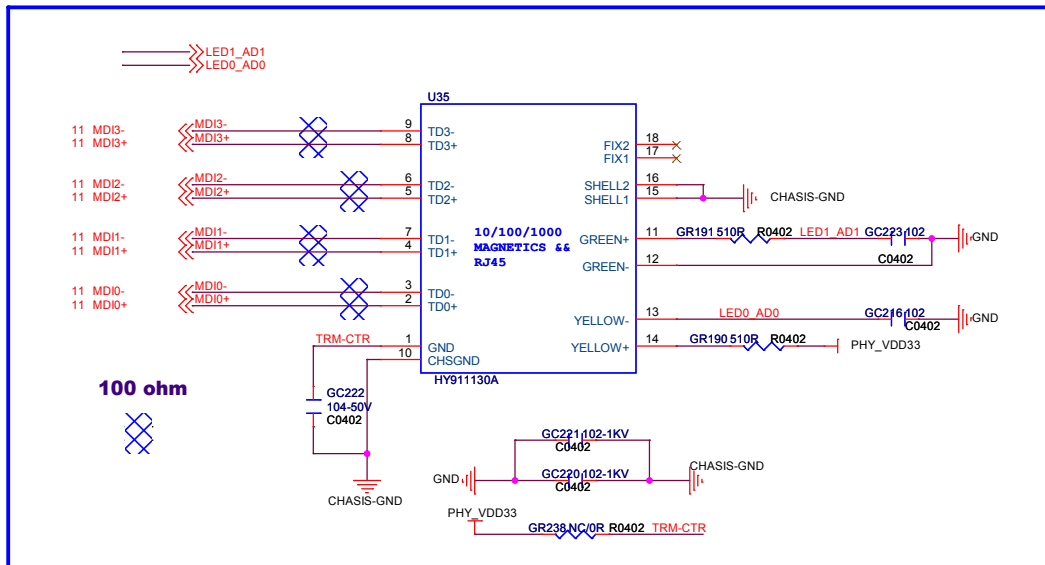 LED1_AD1
LED0_AD0
U35
11 MDI3- MDI3- 9 TD3-
11 MDI3+ MDI3+ 8 TD3+
FIX2 18
FIX1 17
11 MDI2- MDI2- 6 TD2-
11 MDI2+ MDI2+ 5 TD2+
SHELL2 16
SHELL1 15
CHASIS-GND
11 MDI1- MDI1- 7 TD1-
11 MDI1+ MDI1+ 4 TD1+
10/100/1000
MAGNETICS &&
RJ45
GREEN+ 11 GR191 510R R0402 LED1_AD1 GC223 102
C0402
GND
GREEN- 12
11 MDI0- MDI0- 3 TD0-
11 MDI0+ MDI0+ 2 TD0+
YELLOW- 13 LED0_AD0 GC216 102
C0402
GND
YELLOW+ 14 GR190 510R R0402 PHY_VDD33
TRM-CTR 1 GND
10 CHSGND
HY911130A
100 ohm
GC222
104-50V
C0402
CHASIS-GND
GC221 102-1KV
C0402
GND GC220 102-1KV CHASIS-GND
C0402
PHY_VDD33
GR238 NC/0R R0402 TRM-CTR